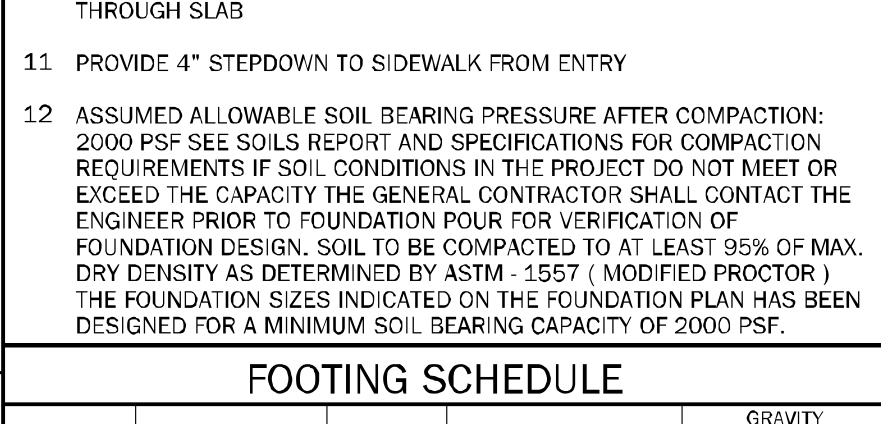 THROUGH SLAB
11 PROVIDE 4" STEPDOWN TO SIDEWALK FROM ENTRY
12 ASSUMED ALLOWABLE SOIL BEARING PRESSURE AFTER COMPACTION:
2000 PSF SEE SOILS REPORT AND SPECIFICATIONS FOR COMPACTION
REQUIREMENTS IF SOIL CONDITIONS IN THE PROJECT DO NOT MEET OR
EXCEED THE CAPACITY THE GENERAL CONTRACTOR SHALL CONTACT THE
ENGINEER PRIOR TO FOUNDATION POUR FOR VERIFICATION OF
FOUNDATION DESIGN. SOIL TO BE COMPACTED TO AT LEAST 95% OF MAX.
DRY DENSITY AS DETERMINED BY ASTM - 1557 ( MODIFIED PROCTOR )
THE FOUNDATION SIZES INDICATED ON THE FOUNDATION PLAN HAS BEEN
DESIGNED FOR A MINIMUM SOIL BEARING CAPACITY OF 2000 PSF.
FOOTING SCHEDULE
GRAVITY